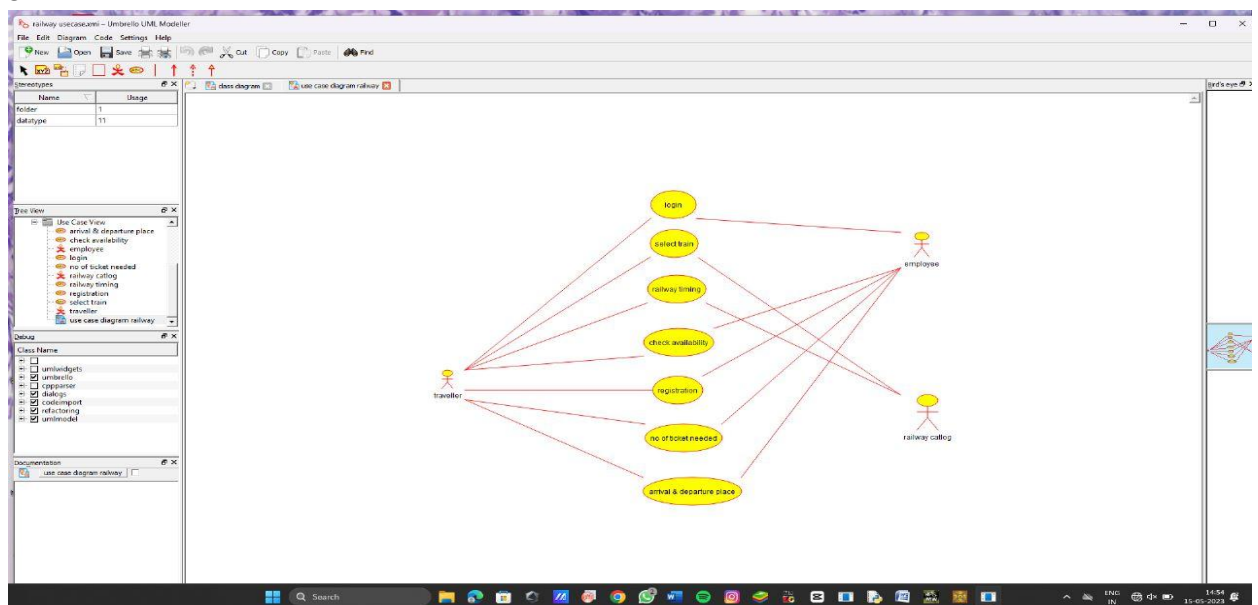 railway usecase.xmi – Umbrello UML Modeller
File Edit Diagram Code Settings Help
New Open Save Cut Copy Paste Find
Stereotypes
Name Usage
folder 1
datatype 11
class diagram use case diagram railway
Bird's eye
Tree View
Use Case View
arrival & departure place
check availability
employee
login
no of ticket needed
railway catlog
railway timing
registration
select train
traveller
use case diagram railway
Debug
Class Name
umlwidgets
umbrello
cppparser
dialogs
codeimport
refactoring
umlmodel
Documentation
use case diagram railway
login
select train
railway timing
check availability
registration
no of ticket needed
arrival & departure place
traveller
employee
railway catlog
Search
ENG
IN
14:54
15-05-2023